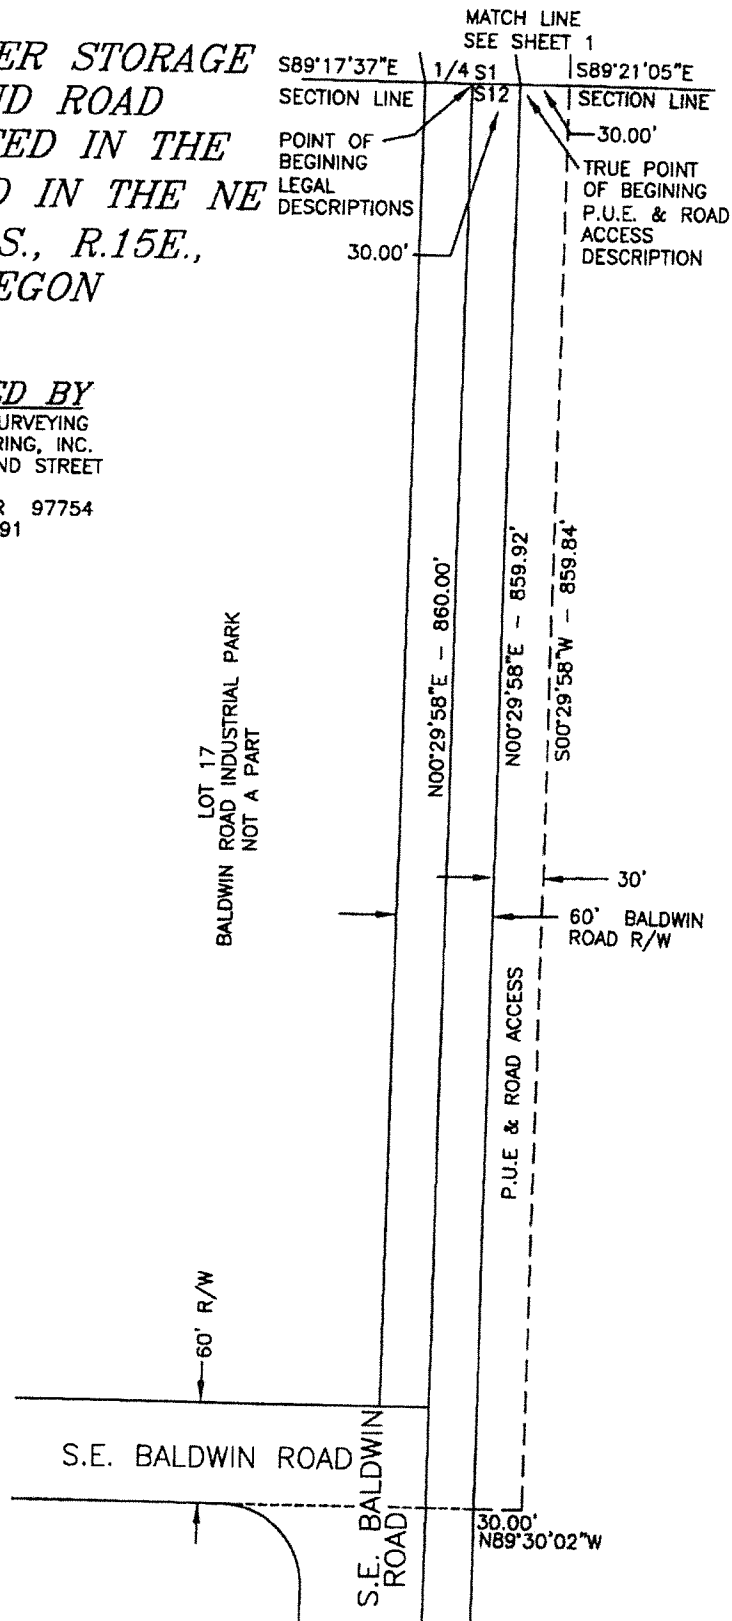 MATCH LINE
SEE SHEET 1
ER STORAGE
ND ROAD
TED IN THE
D IN THE NE
S., R.15E.,
EGON
S89°17'37"E
1/4 S1
S12
S89°21'05"E
SECTION LINE
SECTION LINE
POINT OF
BEGINING
LEGAL
DESCRIPTIONS
30.00'
30.00'
TRUE POINT
OF BEGINING
P.U.E. & ROAD
ACCESS
DESCRIPTION
ED BY
URVEYING
RING, INC.
ND STREET
R 97754
91
LOT 17
BALDWIN ROAD INDUSTRIAL PARK
NOT A PART
N00°29'58"E - 860.00'
N00°29'58"E - 859.92'
S00°29'58"W - 859.84'
30'
60' BALDWIN
ROAD R/W
P.U.E & ROAD ACCESS
60' R/W
S.E. BALDWIN ROAD
S.E. BALDWIN
ROAD
30.00'
N89°30'02"W